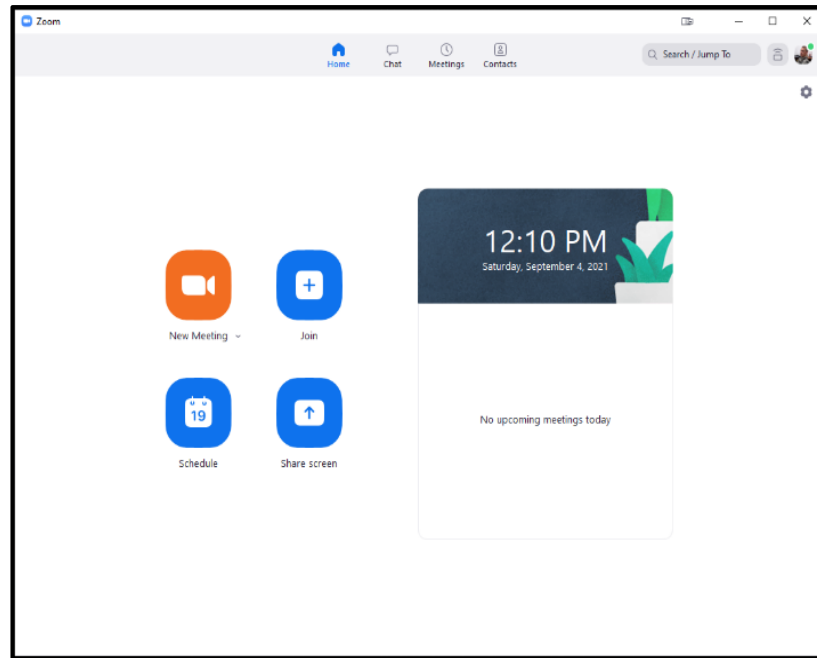 Zoom
Home Chat Meetings Contacts
Search / Jump To
12:10 PM
Saturday, September 4, 2021
New Meeting
Join
19
Schedule
Share screen
No upcoming meetings today